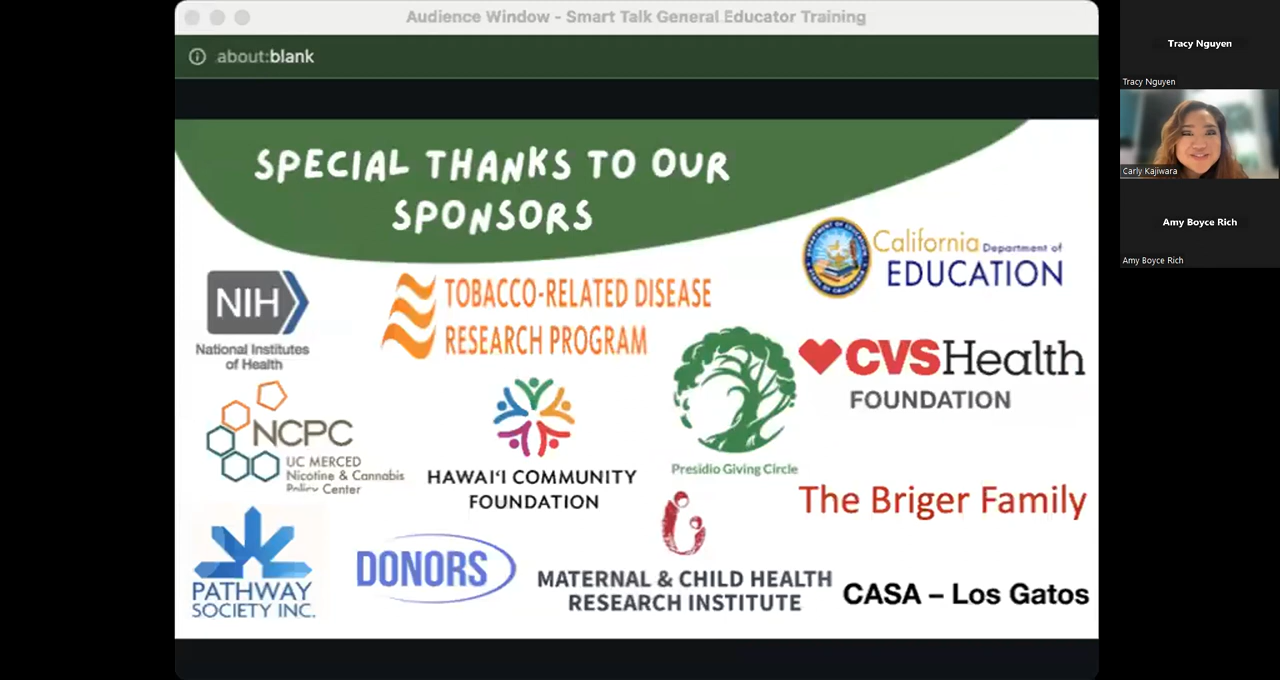 Audience Window - Smart Talk General Educator Training
about:blank
SPECIAL THANKS TO OUR
SPONSORS
California Department of
EDUCATION
NIH
National Institutes
of Health
TOBACCO-RELATED DISEASE
RESEARCH PROGRAM
CVSHealth
FOUNDATION
NCPC
UC MERCED
Nicotine & Cannabis
Policy Center
HAWAI‘I COMMUNITY
FOUNDATION
Presidio Giving Circle
The Briger Family
PATHWAY
SOCIETY INC.
DONORS
MATERNAL & CHILD HEALTH
RESEARCH INSTITUTE
CASA – Los Gatos
Tracy Nguyen
Tracy Nguyen
Carly Kajiwara
Amy Boyce Rich
Amy Boyce Rich